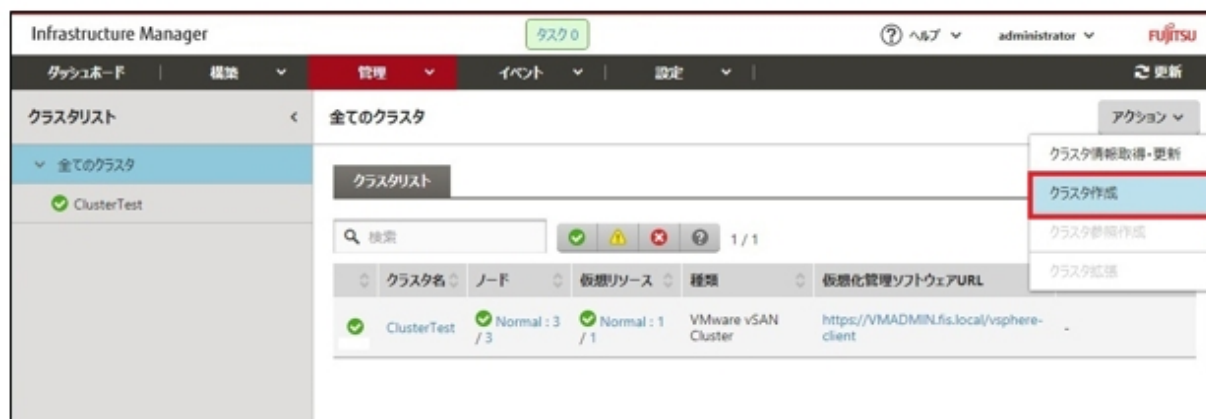 Infrastructure Manager
タスク 0
ヘルプ
administrator
FUJITSU
ダッシュボード
構築
管理
イベント
設定
更新
クラスタリスト
全てのクラスタ
アクション
全てのクラスタ
ClusterTest
クラスタ情報取得・更新
クラスタ作成
クラスタ参照作成
クラスタ拡張
クラスタリスト
検索
1 / 1
クラスタ名
ノード
仮想リソース
種類
仮想化管理ソフトウェアURL
ClusterTest
Normal : 3
/ 3
Normal : 1
/ 1
VMware vSAN
Cluster
https://VMADMIN.fis.local/vsphere-
client
-